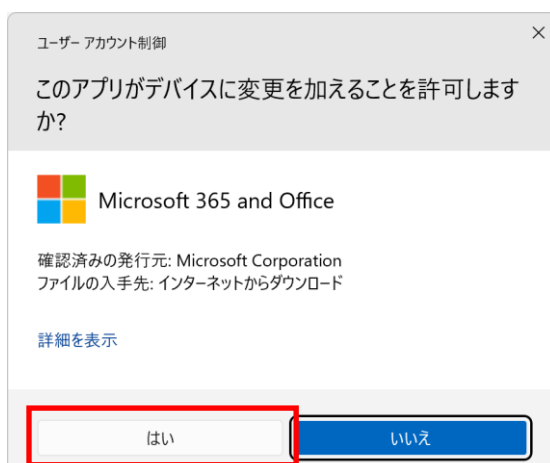 ユーザー アカウント制御
このアプリがデバイスに変更を加えることを許可します
か?
Microsoft 365 and Office
確認済みの発行元: Microsoft Corporation
ファイルの入手先: インターネットからダウンロード
詳細を表示
はい
いいえ